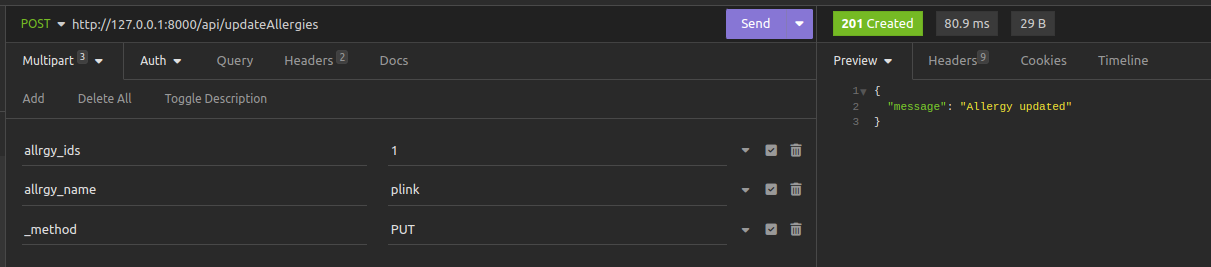 POST http://127.0.0.1:8000/api/updateAllergies Send 201 Created 80.9 ms 29 B
Multipart 3 Auth Query Headers 2 Docs Preview Headers 9 Cookies Timeline
Add Delete All Toggle Description
1 {
2 "message": "Allergy updated"
3 }
allrgy_ids 1
allrgy_name plink
_method PUT